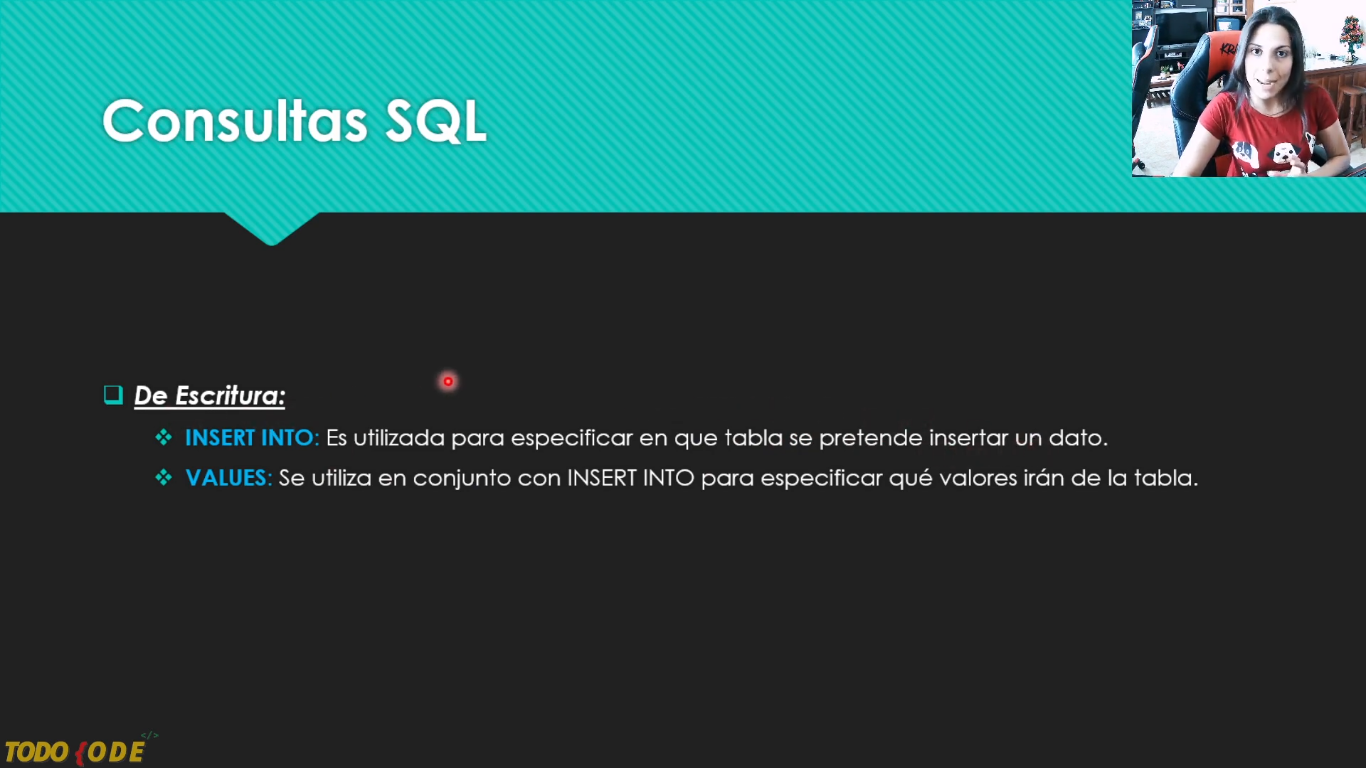 Consultas SQL
De Escritura:
INSERT INTO: Es utilizada para especificar en que tabla se pretende insertar un dato.
VALUES: Se utiliza en conjunto con INSERT INTO para especificar qué valores irán de la tabla.
</>
TODO {ODE